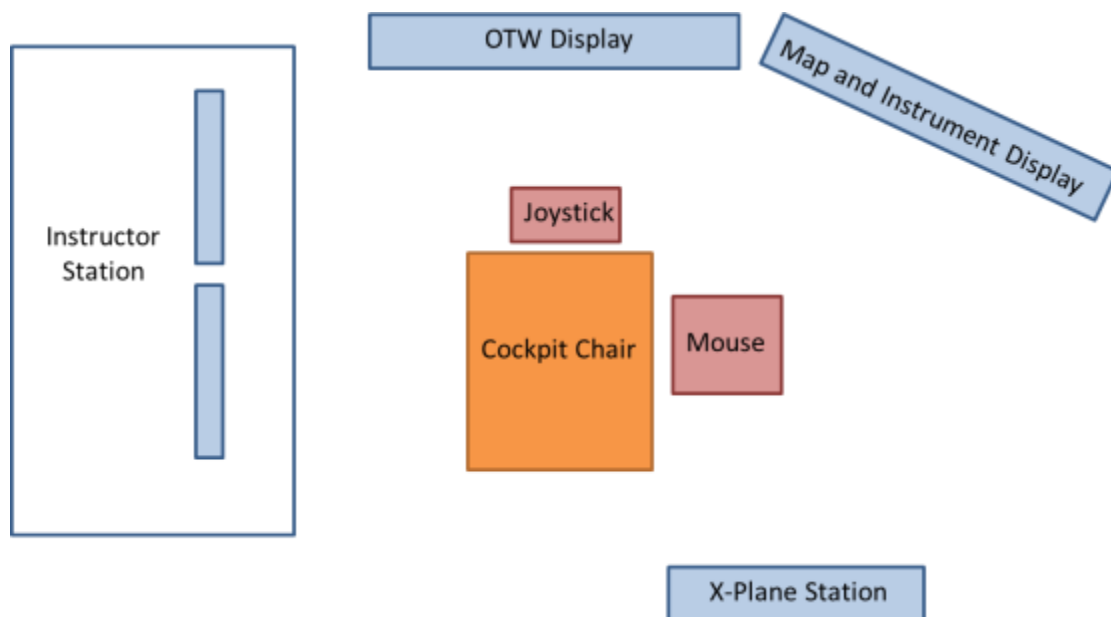 OTW Display
Map and Instrument Display
Instructor
Station
Joystick
Cockpit Chair
Mouse
X-Plane Station